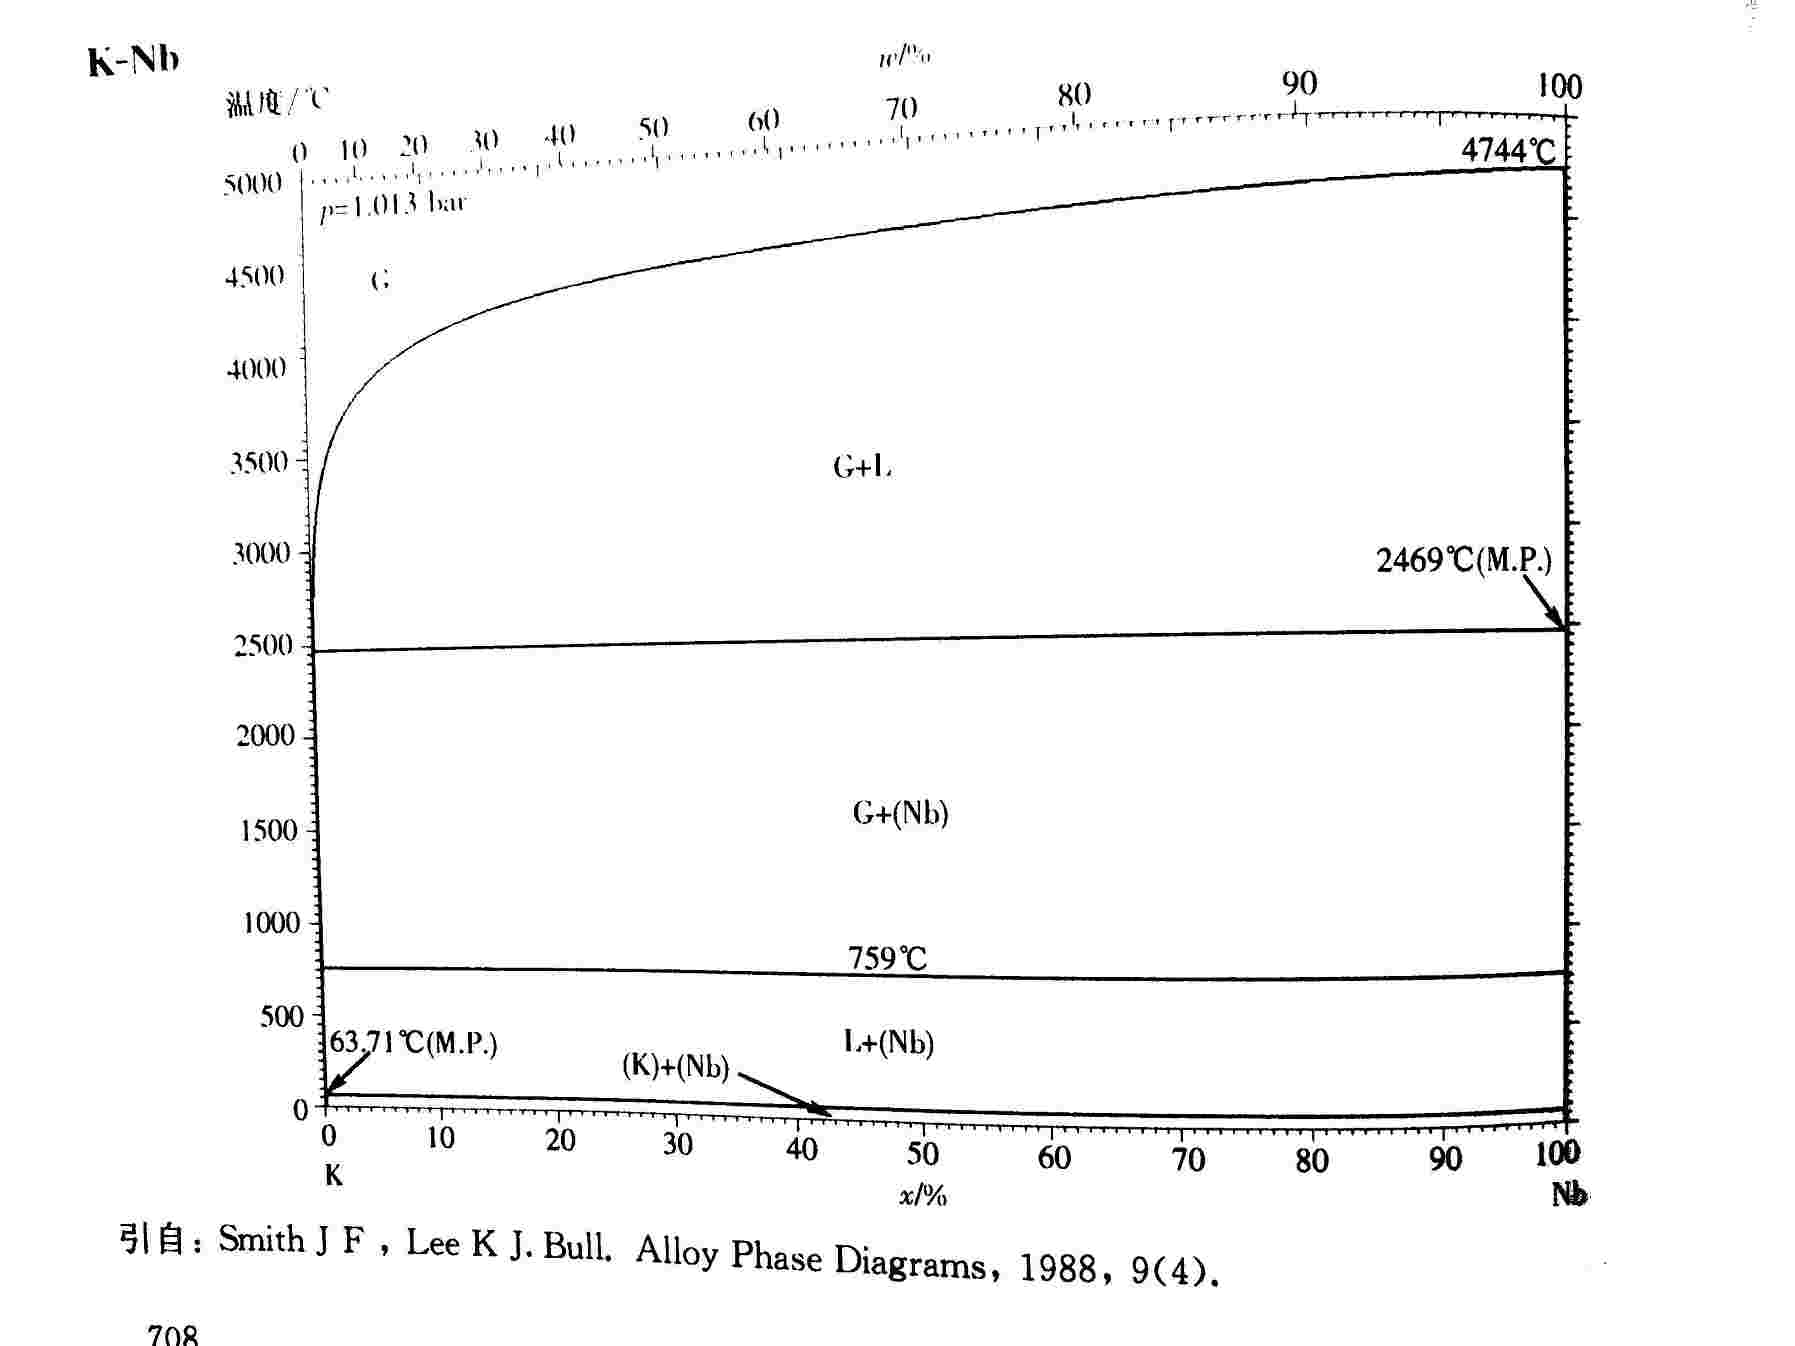 K-Nb
w/%
温度/℃
0 10 20 30 40 50 60 70 80 90 100
4744℃
5000
p=1.013 bar
4500
G
4000
3500
G+L
3000
2469℃(M.P.)
2500
2000
1500
G+(Nb)
1000
759℃
500
63.71℃(M.P.)
L+(Nb)
(K)+(Nb)
0
0 10 20 30 40 50 60 70 80 90 100
K
x/%
Nb
引自: Smith J F , Lee K J. Bull. Alloy Phase Diagrams, 1988, 9(4).
708